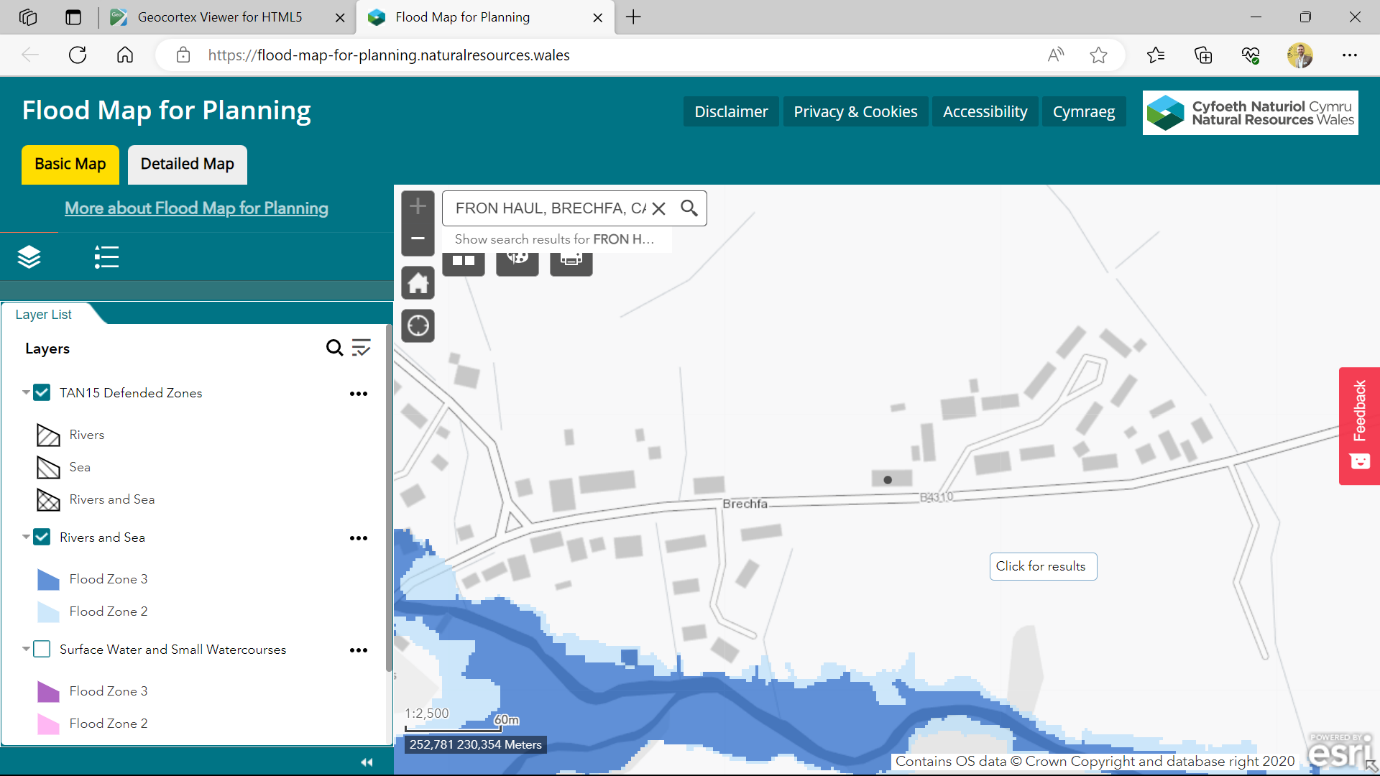 Geocortex Viewer for HTML5
Flood Map for Planning
https://flood-map-for-planning.naturalresources.wales
Flood Map for Planning
Disclaimer
Privacy & Cookies
Accessibility
Cymraeg
Cyfoeth Naturiol Cymru
Natural Resources Wales
Basic Map
Detailed Map
More about Flood Map for Planning
FRON HAUL, BRECHFA, CA
Show search results for FRON H...
Layer List
Layers
TAN15 Defended Zones
Rivers
Sea
Rivers and Sea
Rivers and Sea
Flood Zone 3
Flood Zone 2
Surface Water and Small Watercourses
Flood Zone 3
Flood Zone 2
Brechfa
B4310
Click for results
Feedback
1:2,500
60m
252,781 230,354 Meters
Contains OS data © Crown Copyright and database right 2020
POWERED BY
esri